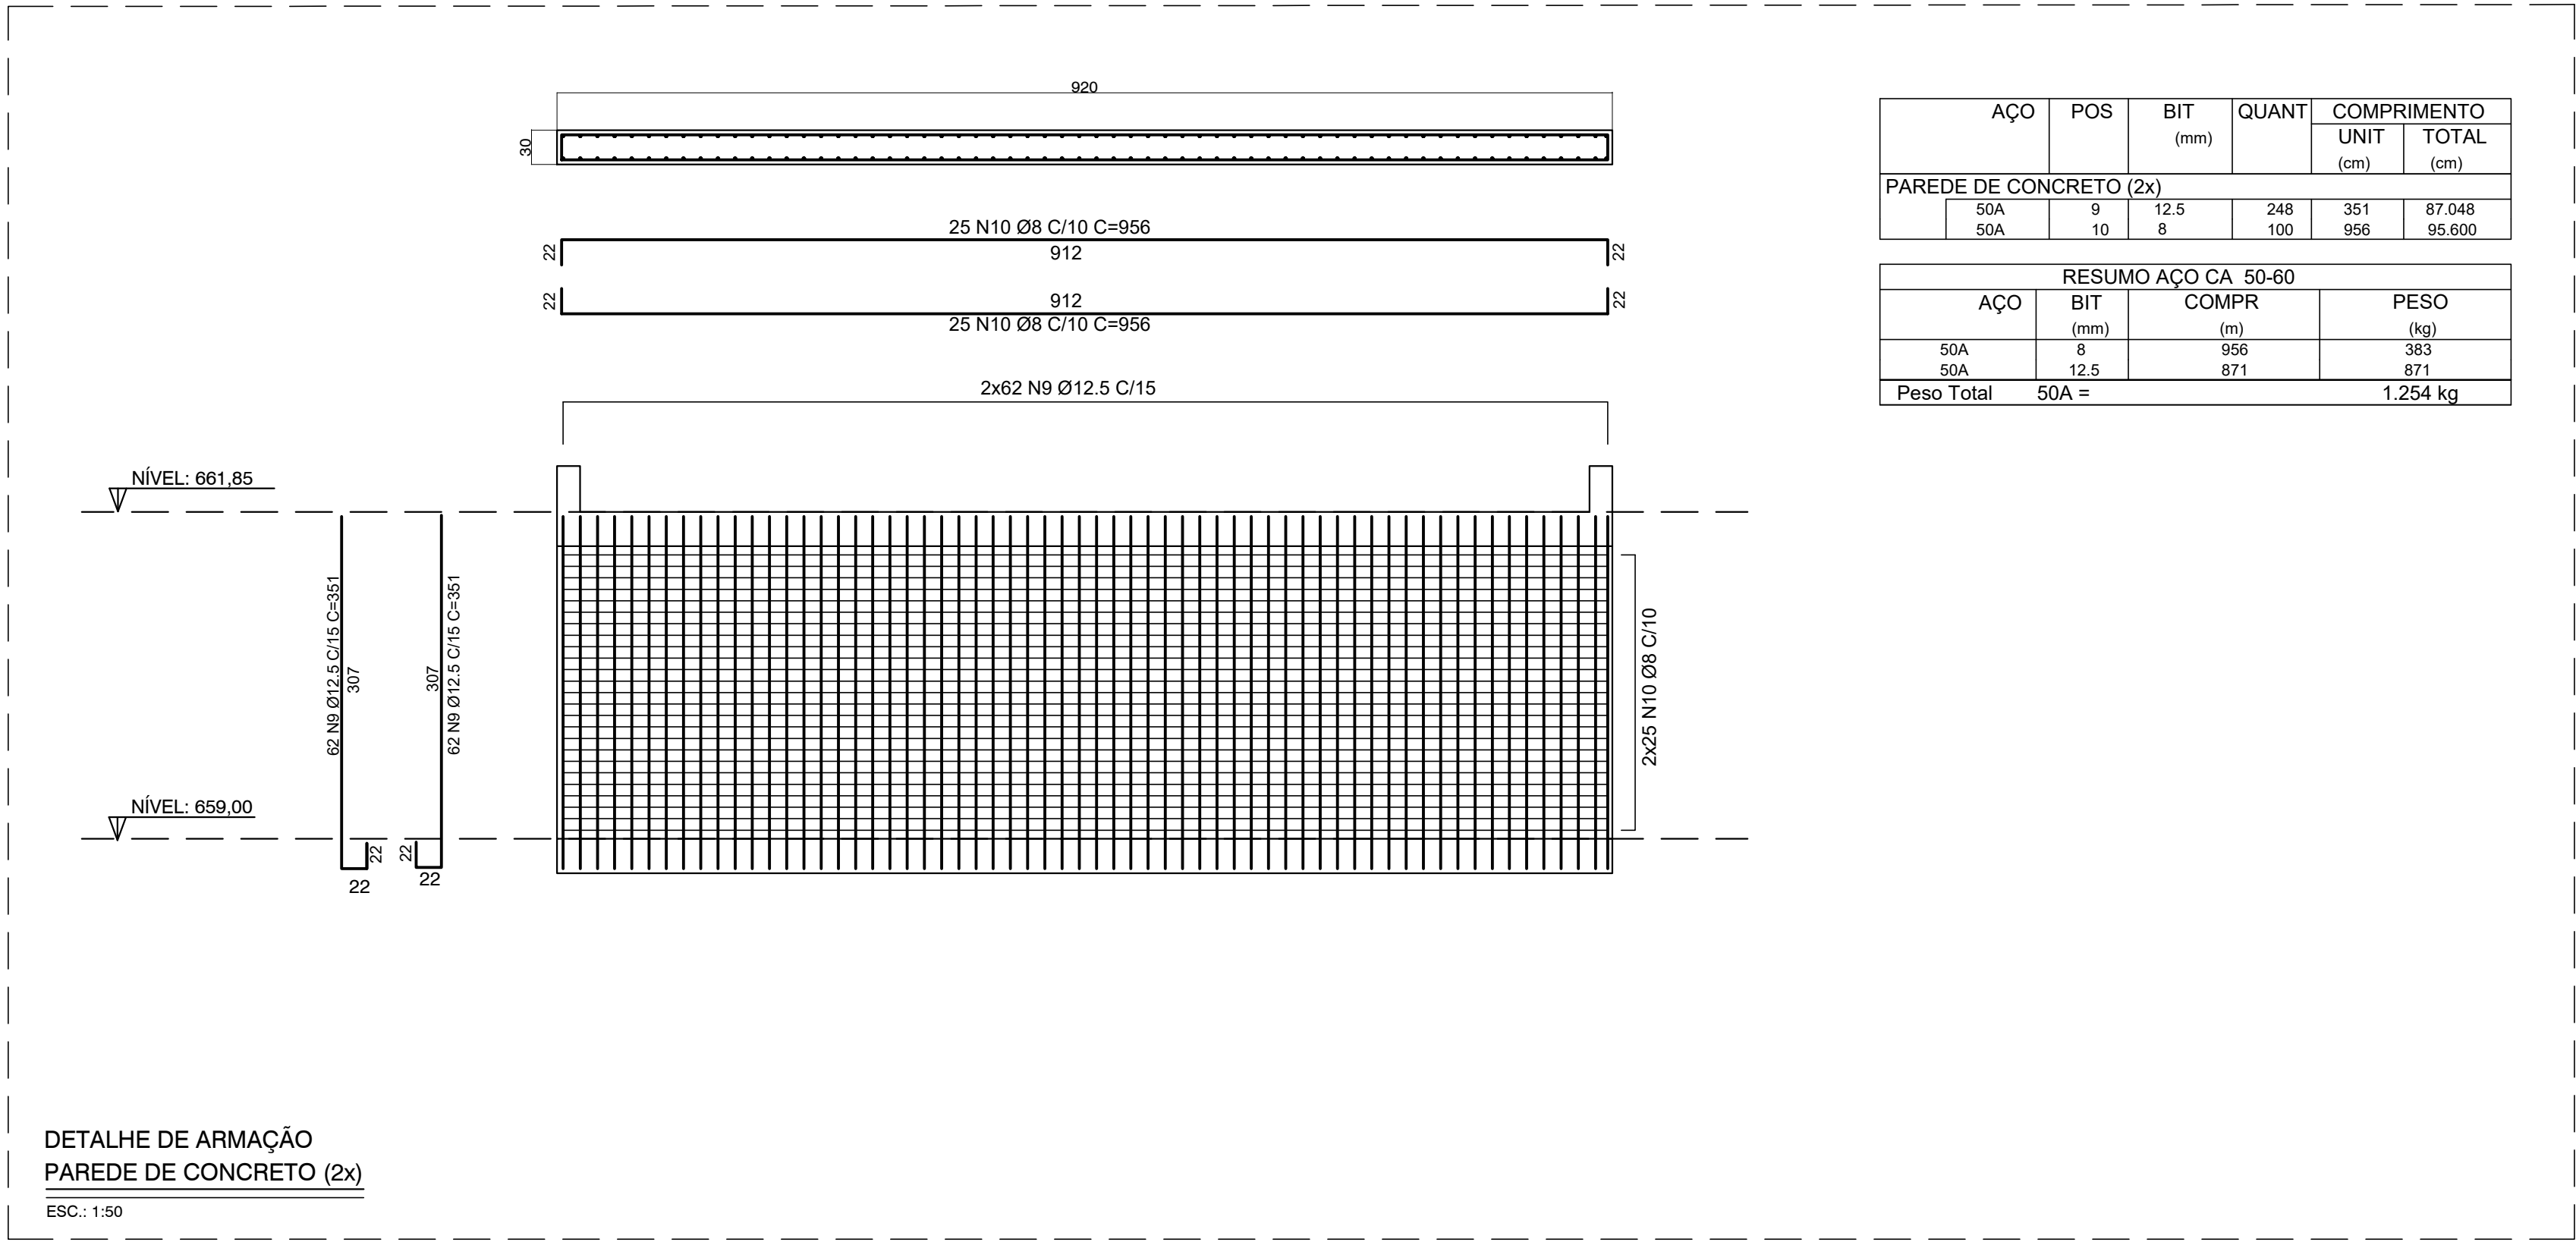 920
30
25 N10 Ø8 C/10 C=956
22
912
22
22
912
22
25 N10 Ø8 C/10 C=956
2x62 N9 Ø12.5 C/15
NÍVEL: 661,85
62 N9 Ø12.5 C/15 C=351
307
307
62 N9 Ø12.5 C/15 C=351
2x25 N10 Ø8 C/10
NÍVEL: 659,00
22
22
22
22
AÇO POS BIT QUANT COMPRIMENTO
(mm) UNIT TOTAL
(cm) (cm)
PAREDE DE CONCRETO (2x)
50A 9 12.5 248 351 87.048
50A 10 8 100 956 95.600
RESUMO AÇO CA 50-60
AÇO BIT COMPR PESO
(mm) (m) (kg)
50A 8 956 383
50A 12.5 871 871
Peso Total 50A = 1.254 kg
DETALHE DE ARMAÇÃO
PAREDE DE CONCRETO (2x)
ESC.: 1:50